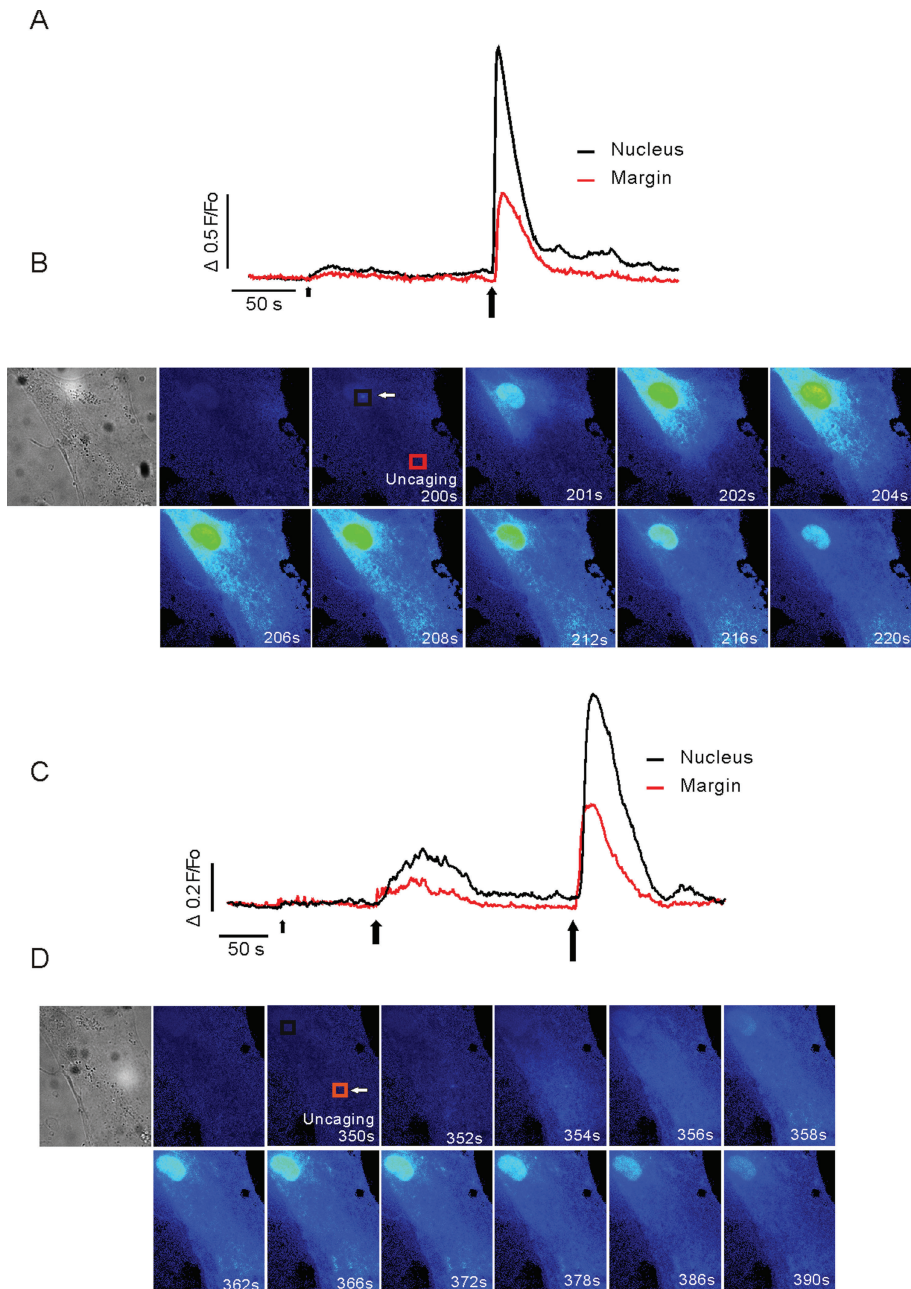 A
Nucleus
Margin
Δ 0.5 F/Fo
B
50 s
Uncaging
200s
201s
202s
204s
206s
208s
212s
216s
220s
C
Nucleus
Margin
Δ 0.2 F/Fo
50 s
D
Uncaging
350s
352s
354s
356s
358s
362s
366s
372s
378s
386s
390s